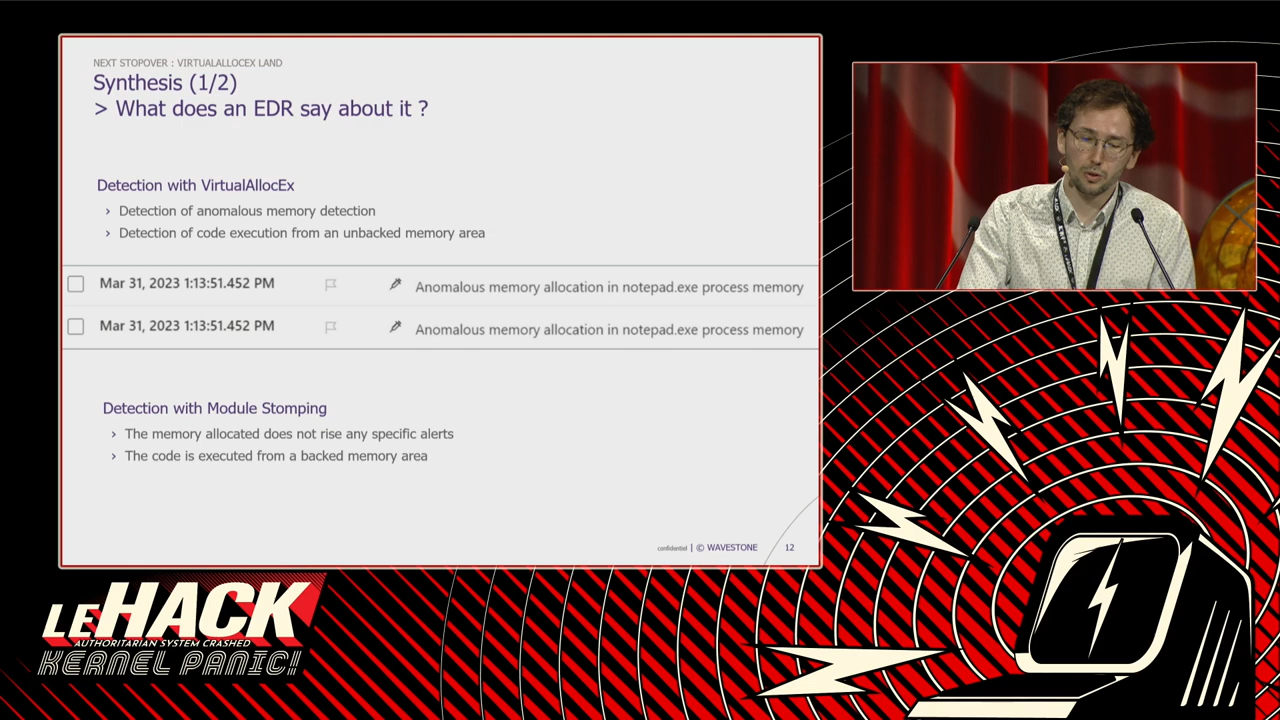 NEXT STOPOVER : VIRTUALALLOCEX LAND
Synthesis (1/2)
> What does an EDR say about it ?
Detection with VirtualAllocEx
› Detection of anomalous memory detection
› Detection of code execution from an unbacked memory area
Mar 31, 2023 1:13:51.452 PM Anomalous memory allocation in notepad.exe process memory
Mar 31, 2023 1:13:51.452 PM Anomalous memory allocation in notepad.exe process memory
Detection with Module Stomping
› The memory allocated does not rise any specific alerts
› The code is executed from a backed memory area
confidentiel | © WAVESTONE 12
LEHACK
AUTHORITARIAN SYSTEM CRASHED
KERNEL PANIC!